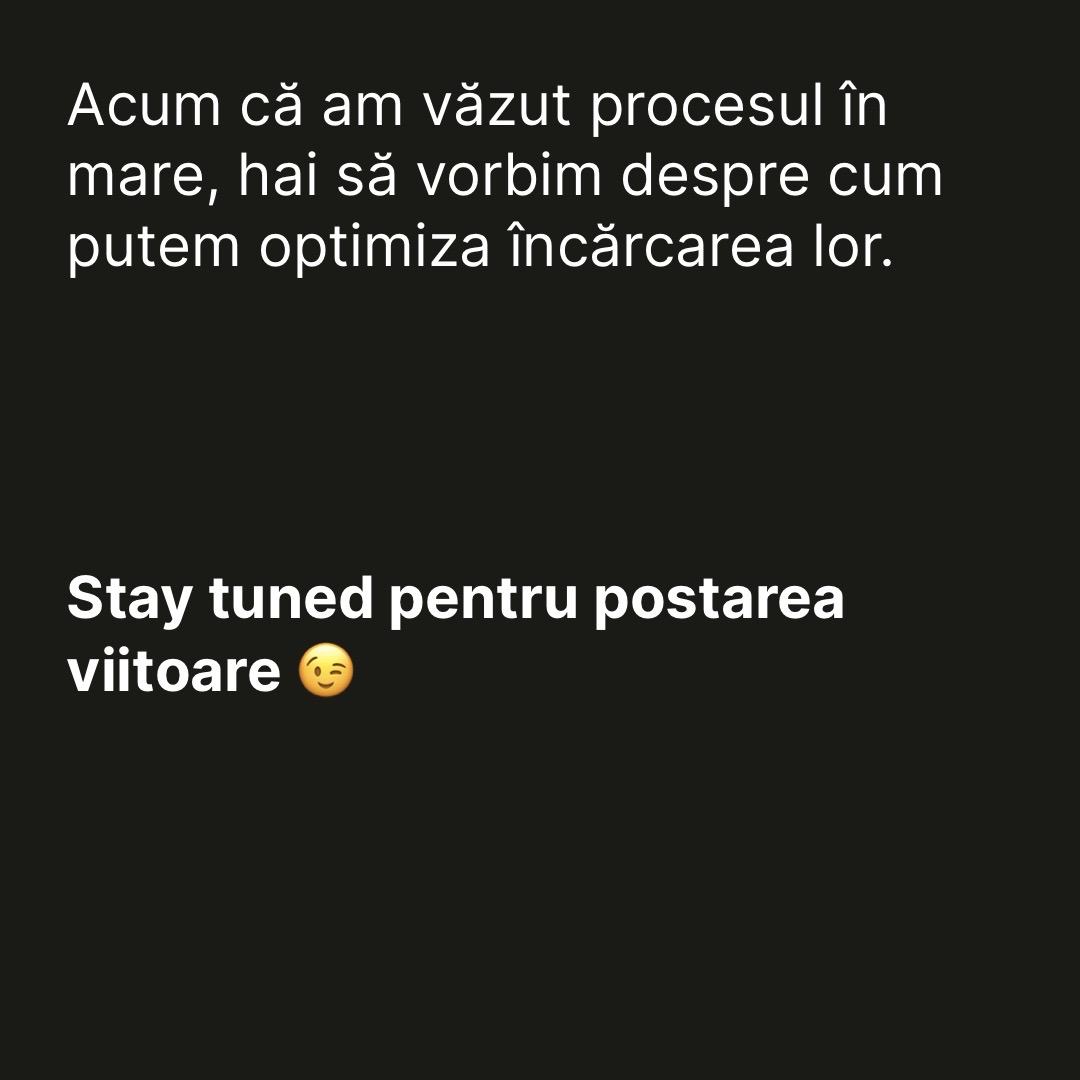 Acum că am văzut procesul în
mare, hai să vorbim despre cum
putem optimiza încărcarea lor.
Stay tuned pentru postarea
viitoare 😉